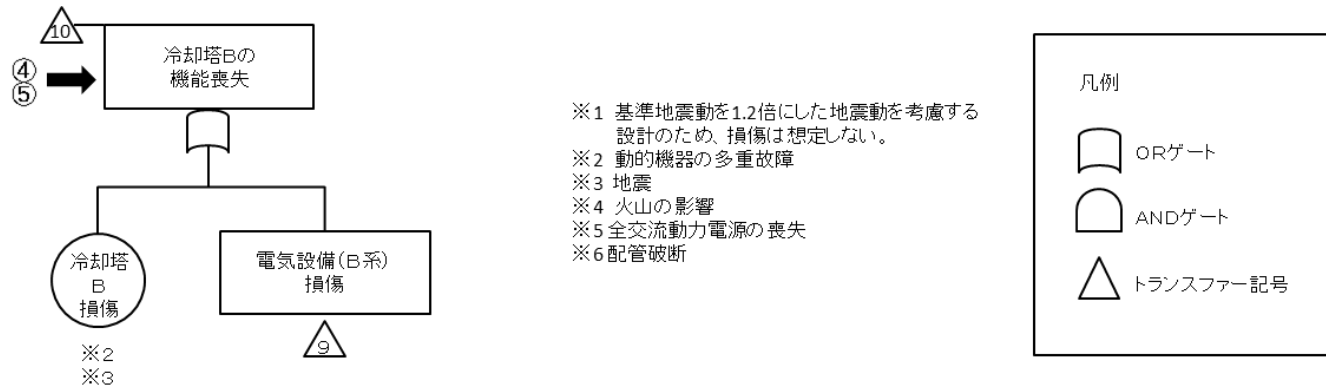 10
冷却塔Bの
機能喪失
④
⑤
冷却塔
B
損傷
※2
※3
電気設備(B系)
損傷
9
※1 基準地震動を1.2倍にした地震動を考慮する
設計のため、損傷は想定しない。
※2 動的機器の多重故障
※3 地震
※4 火山の影響
※5 全交流動力電源の喪失
※6 配管破断
凡例
ORゲート
ANDゲート
トランスファー記号